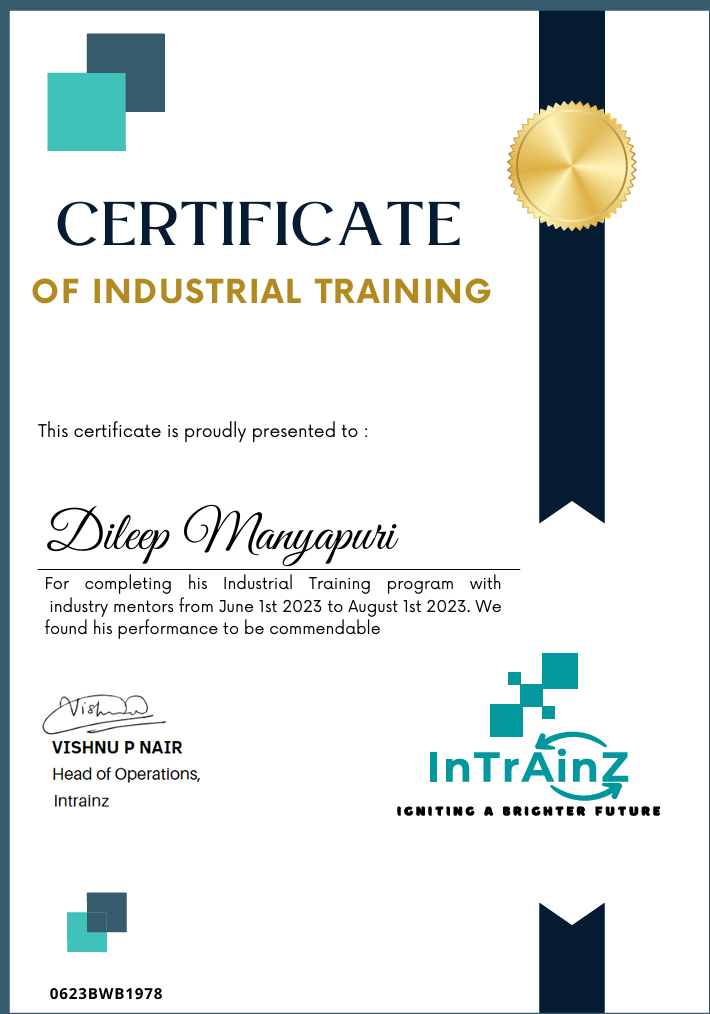 CERTIFICATE
OF INDUSTRIAL TRAINING
This certificate is proudly presented to :
Dileep Manyapuri
For completing his Industrial Training program with
industry mentors from June 1st 2023 to August 1st 2023. We
found his performance to be commendable
Vishnu
VISHNU P NAIR
Head of Operations,
Intrainz
InTrAinZ
IGNITING A BRIGHTER FUTURE
0623BWB1978